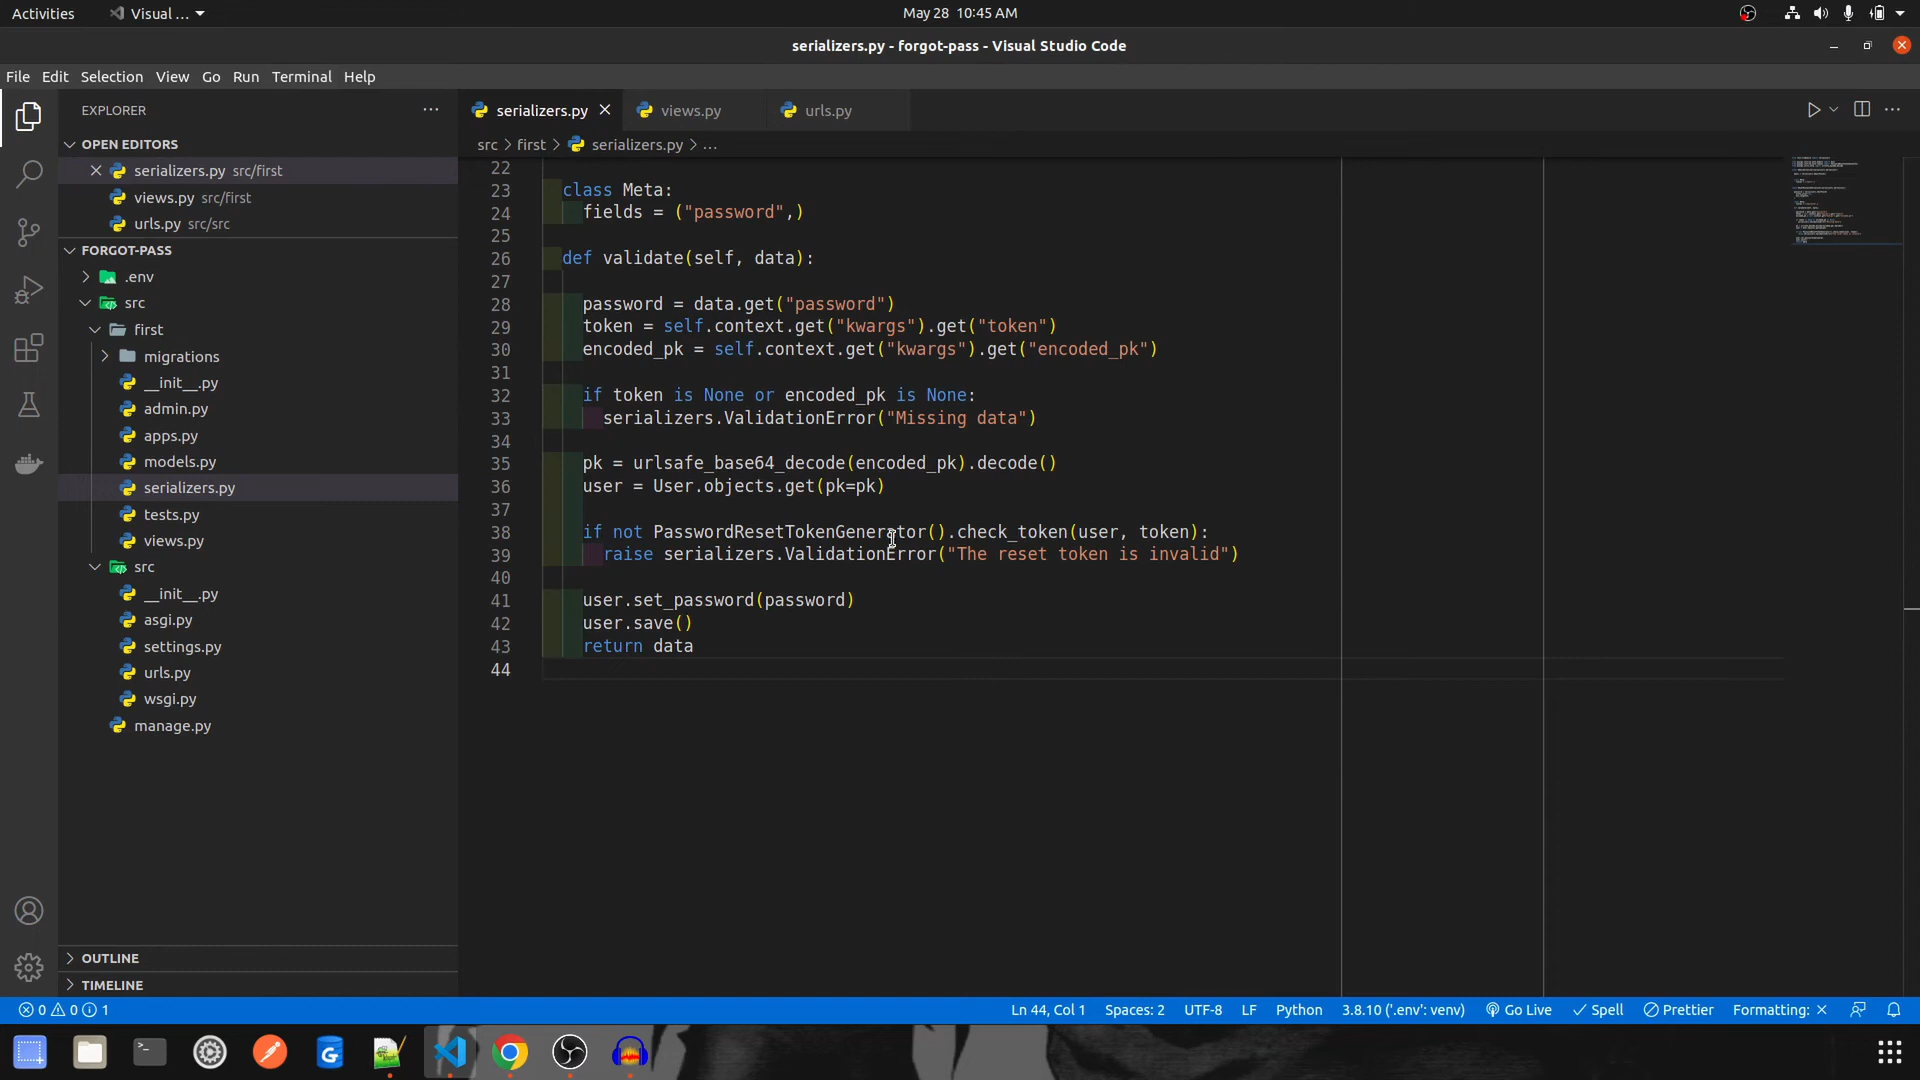 Activities
Visual ...
May 28 10:45 AM
serializers.py - forgot-pass - Visual Studio Code
File Edit Selection View Go Run Terminal Help
EXPLORER
OPEN EDITORS
serializers.py src/first
views.py src/first
urls.py src/src
FORGOT-PASS
.env
src
first
migrations
__init__.py
admin.py
apps.py
models.py
serializers.py
tests.py
views.py
src
__init__.py
asgi.py
settings.py
urls.py
wsgi.py
manage.py
OUTLINE
TIMELINE
serializers.py views.py urls.py
src > first > serializers.py > ...
22
23 class Meta:
24 fields = ("password",)
25
26 def validate(self, data):
27
28 password = data.get("password")
29 token = self.context.get("kwargs").get("token")
30 encoded_pk = self.context.get("kwargs").get("encoded_pk")
31
32 if token is None or encoded_pk is None:
33 serializers.ValidationError("Missing data")
34
35 pk = urlsafe_base64_decode(encoded_pk).decode()
36 user = User.objects.get(pk=pk)
37
38 if not PasswordResetTokenGenerator().check_token(user, token):
39 raise serializers.ValidationError("The reset token is invalid")
40
41 user.set_password(password)
42 user.save()
43 return data
44
0 0 1
Ln 44, Col 1 Spaces: 2 UTF-8 LF Python 3.8.10 ('.env': venv) Go Live Spell Prettier Formatting: ×